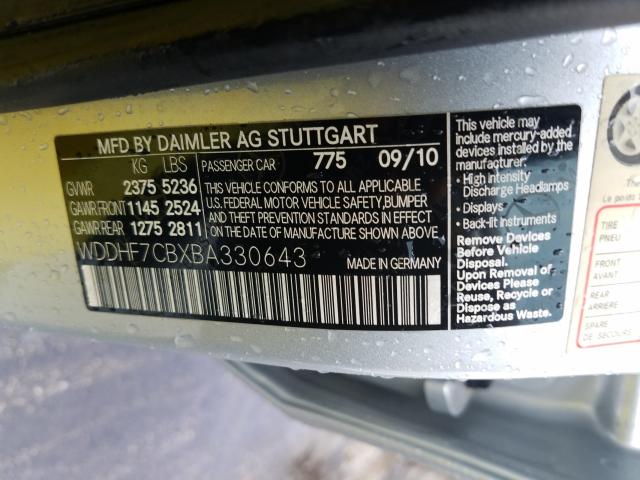 MFD BY DAIMLER AG STUTTGART
KG LBS PASSENGER CAR 775 09/10
GVWR 2375 5236
GAWR.FRONT 1145 2524
GAWR.REAR 1275 2811
THIS VEHICLE CONFORMS TO ALL APPLICABLE
U.S. FEDERAL MOTOR VEHICLE SAFETY,BUMPER
AND THEFT PREVENTION STANDARDS IN EFFECT
ON DATE OF MANUFACTURE SHOWN ABOVE.
WDDHF7CBXBA330643
MADE IN GERMANY
This vehicle may
include mercury-added
devices installed by the
manufacturer:
• High intensity
Discharge Headlamps
• Displays
• Back-lit instruments
Remove Devices
Before Vehicle
Disposal.
Upon Removal of
Devices Please
Reuse, Recycle or
Dispose as
Hazardous Waste.
Le poids
TIRE
PNEU
FRONT
AVANT
REAR
ARRIÈRE
SPARE
DE SECOURS